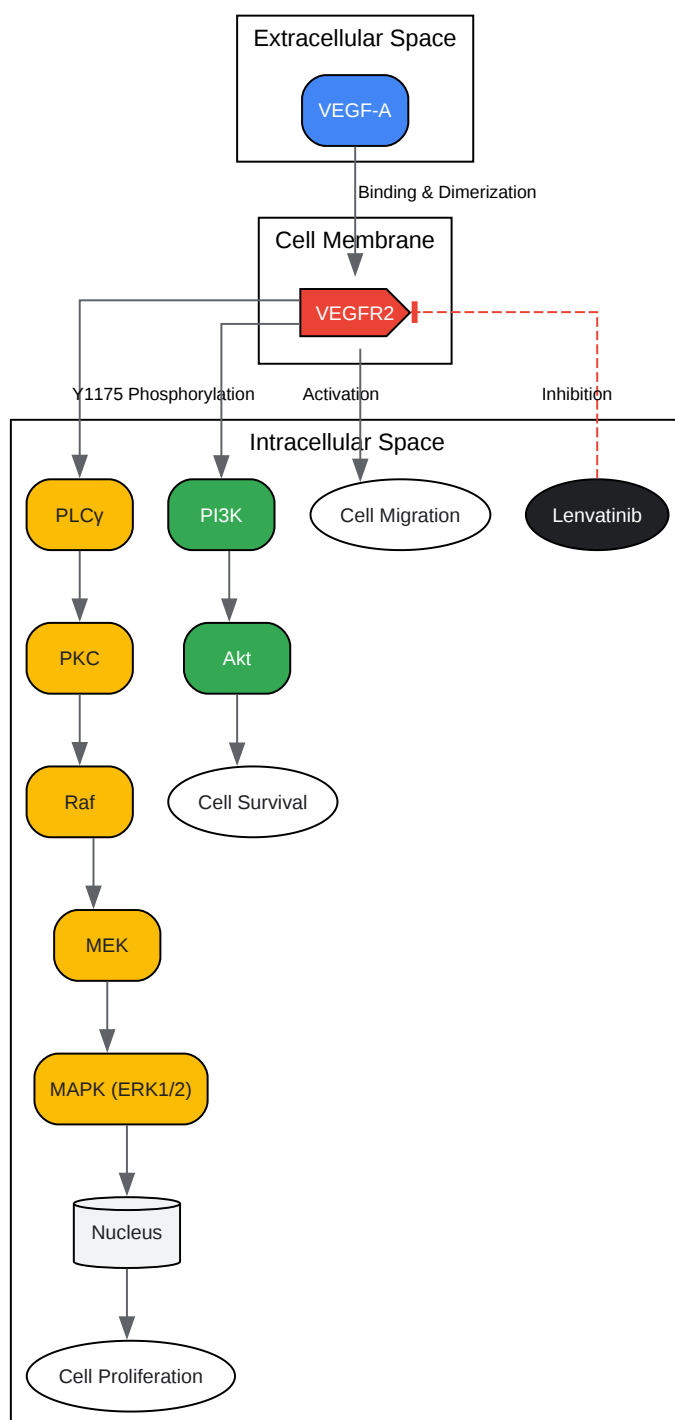 Extracellular Space
VEGF-A
Binding & Dimerization
Cell Membrane
VEGFR2
Y1175 Phosphorylation
Activation
Inhibition
Intracellular Space
PLCγ
PI3K
Cell Migration
Lenvatinib
PKC
Akt
Raf
Cell Survival
MEK
MAPK (ERK1/2)
Nucleus
Cell Proliferation